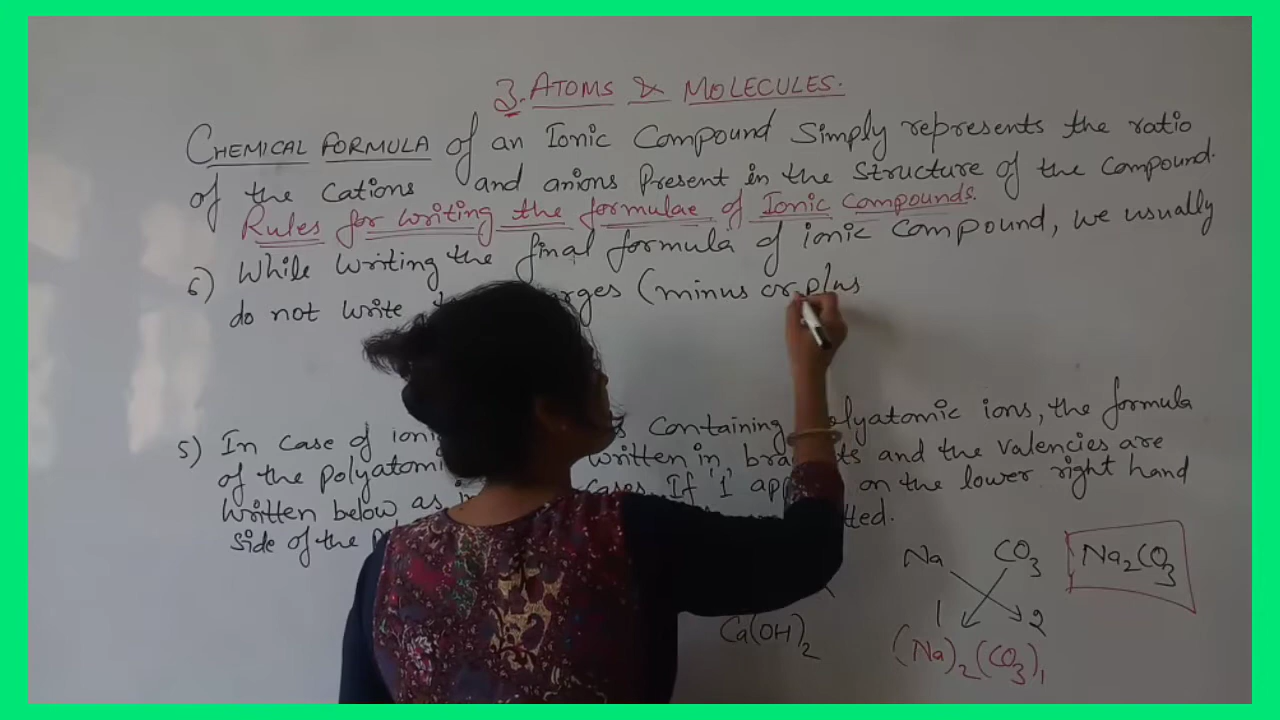 3. ATOMS & MOLECULES.
CHEMICAL FORMULA of an Ionic Compound Simply represents the ratio
of the Cations and anions Present in the Structure of the Compound.
Rules for writing the formulae of Ionic Compounds.
6) While writing the final formula of ionic compound, we usually
do not write (minus or plus
5) In case of containing ions, the formula
of the written in and the valencies are
written below as If '1' on the lower right hand
side of the
Na CO3
1 2
Na2CO3
Ca(OH)2
(Na)2(CO3)1